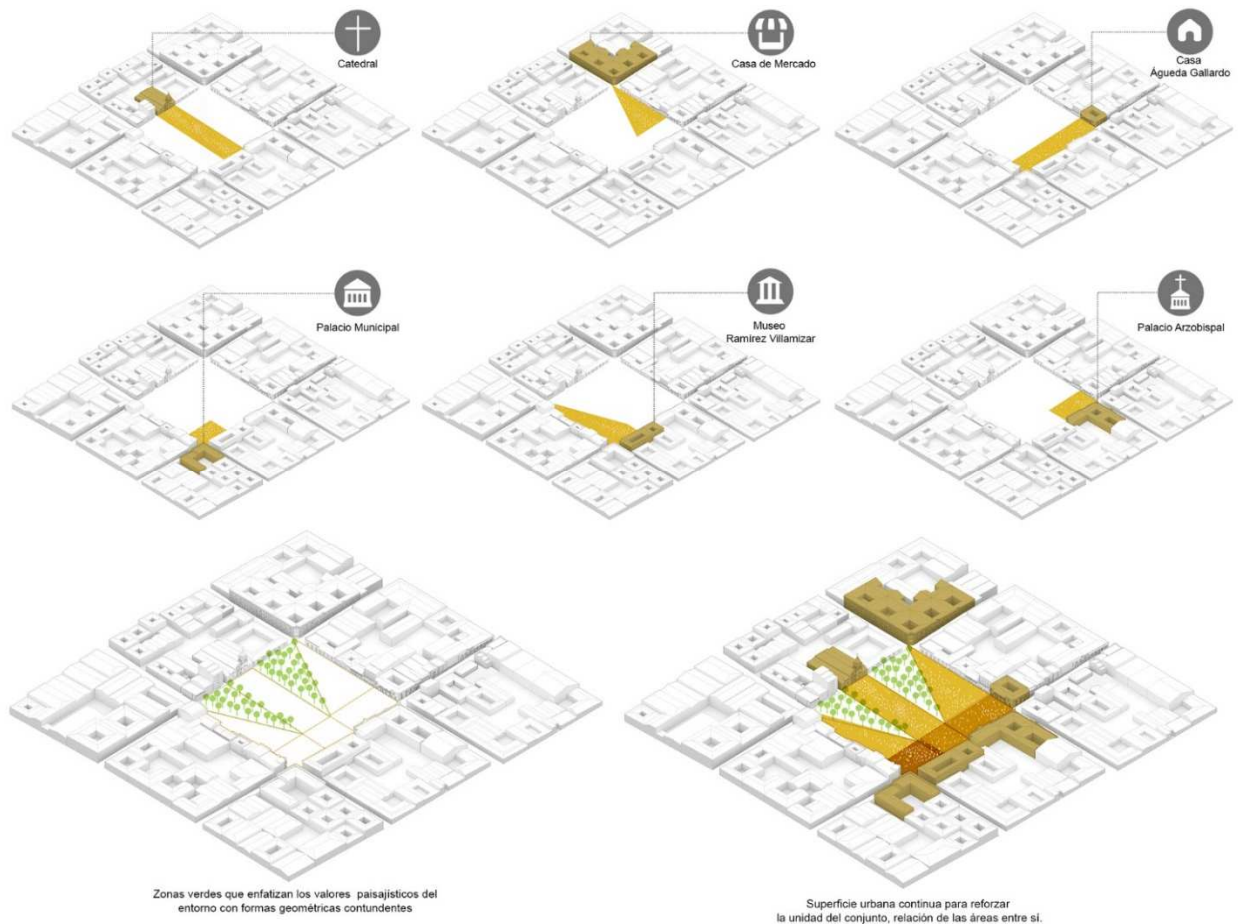 Catedral
Casa de Mercado
Casa
Águeda Gallardo
Palacio Municipal
Museo
Ramírez Villamizar
Palacio Arzobispal
Zonas verdes que enfatizan los valores paisajísticos del
entorno con formas geométricas contundentes
Superficie urbana continua para reforzar
la unidad del conjunto, relación de las áreas entre sí.